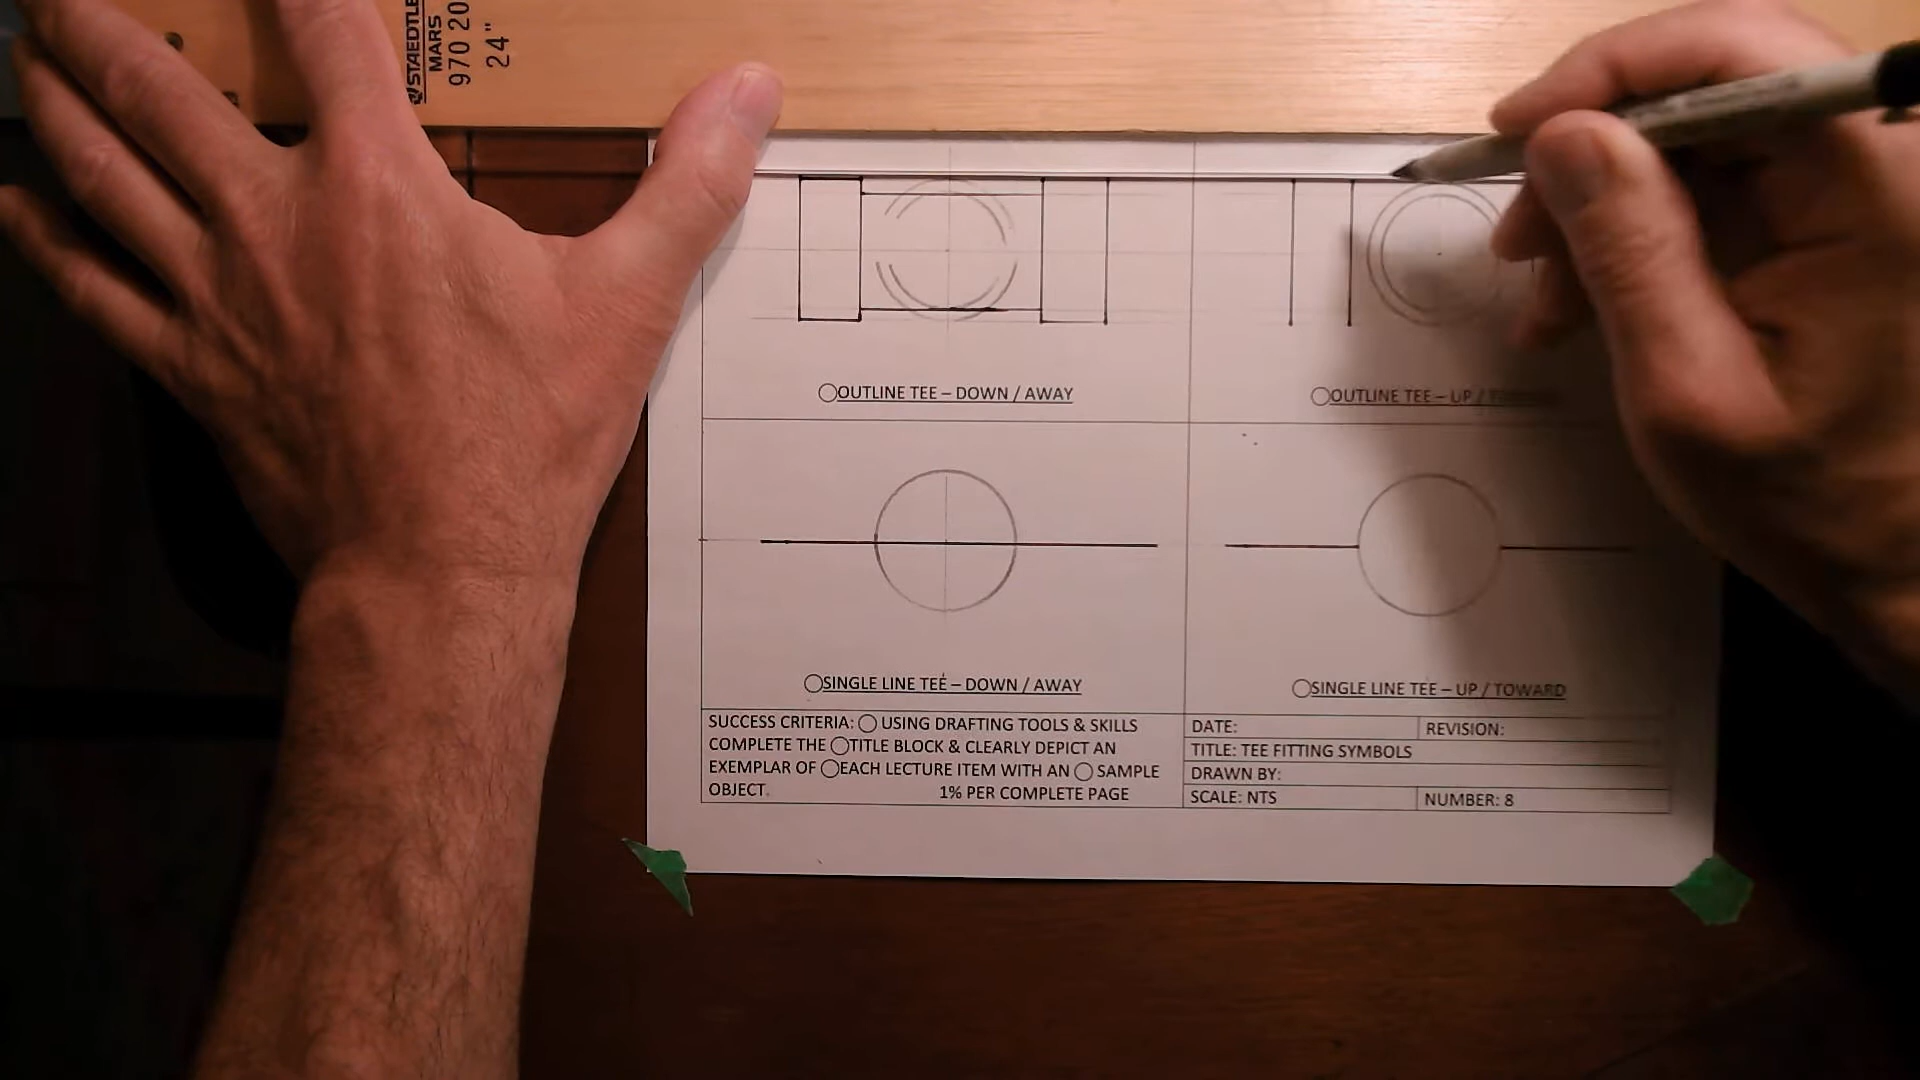 STAEDTLER
MARS
970 20
24"
OUTLINE TEE – DOWN / AWAY
OUTLINE TEE – UP /
SINGLE LINE TEE – DOWN / AWAY
SINGLE LINE TEE – UP / TOWARD
SUCCESS CRITERIA: ◯ USING DRAFTING TOOLS & SKILLS
COMPLETE THE ◯TITLE BLOCK & CLEARLY DEPICT AN
EXEMPLAR OF ◯EACH LECTURE ITEM WITH AN ◯ SAMPLE
OBJECT. 1% PER COMPLETE PAGE
DATE: REVISION:
TITLE: TEE FITTING SYMBOLS
DRAWN BY:
SCALE: NTS NUMBER: 8